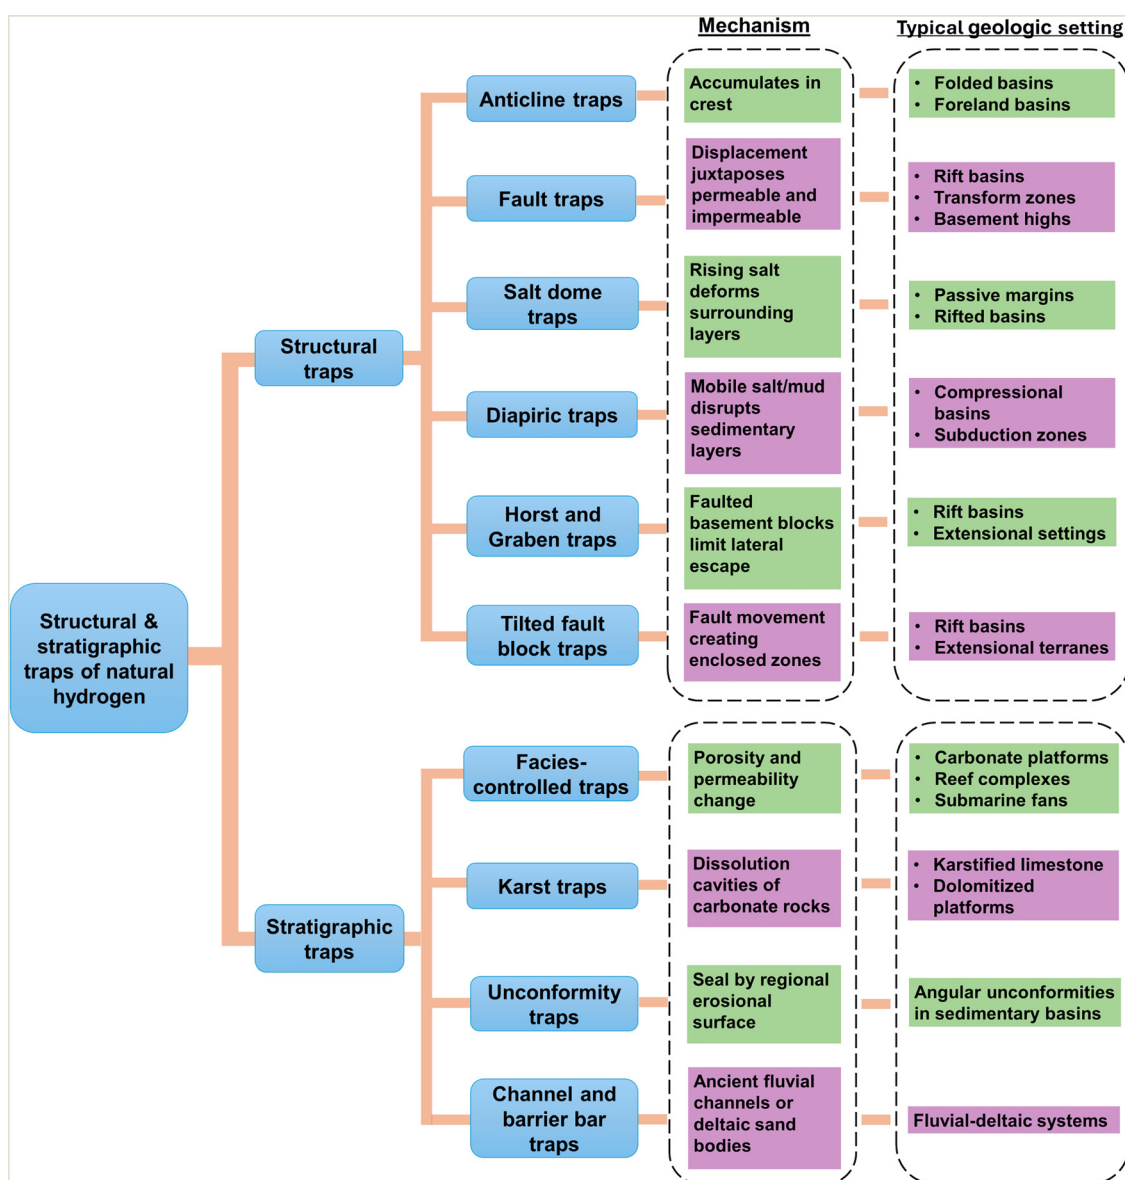 Mechanism
Typical geologic setting
Structural &
stratigraphic
traps of natural
hydrogen
Structural
traps
Anticline traps
Accumulates in
crest
• Folded basins
• Foreland basins
Fault traps
Displacement
juxtaposes
permeable and
impermeable
• Rift basins
• Transform zones
• Basement highs
Salt dome
traps
Rising salt
deforms
surrounding
layers
• Passive margins
• Rifted basins
Diapiric traps
Mobile salt/mud
disrupts
sedimentary
layers
• Compressional
basins
• Subduction zones
Horst and
Graben traps
Faulted
basement blocks
limit lateral
escape
• Rift basins
• Extensional settings
Tilted fault
block traps
Fault movement
creating
enclosed zones
• Rift basins
• Extensional terranes
Stratigraphic
traps
Facies-
controlled traps
Porosity and
permeability
change
• Carbonate platforms
• Reef complexes
• Submarine fans
Karst traps
Dissolution
cavities of
carbonate rocks
• Karstified limestone
• Dolomitized
platforms
Unconformity
traps
Seal by regional
erosional
surface
Angular unconformities
in sedimentary basins
Channel and
barrier bar
traps
Ancient fluvial
channels or
deltaic sand
bodies
Fluvial-deltaic systems